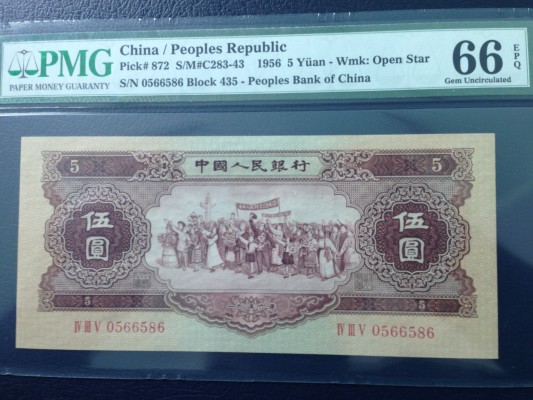 PMG
PAPER MONEY GUARANTY
China / Peoples Republic
Pick# 872 S/M#C283-43 1956 5 Yüan - Wmk: Open Star
S/N 0566586 Block 435 - Peoples Bank of China
66 EPQ
Gem Uncirculated
5 中國人民銀行 5
伍圓 伍圓
5 5
IV III V 0566586 IV III V 0566586